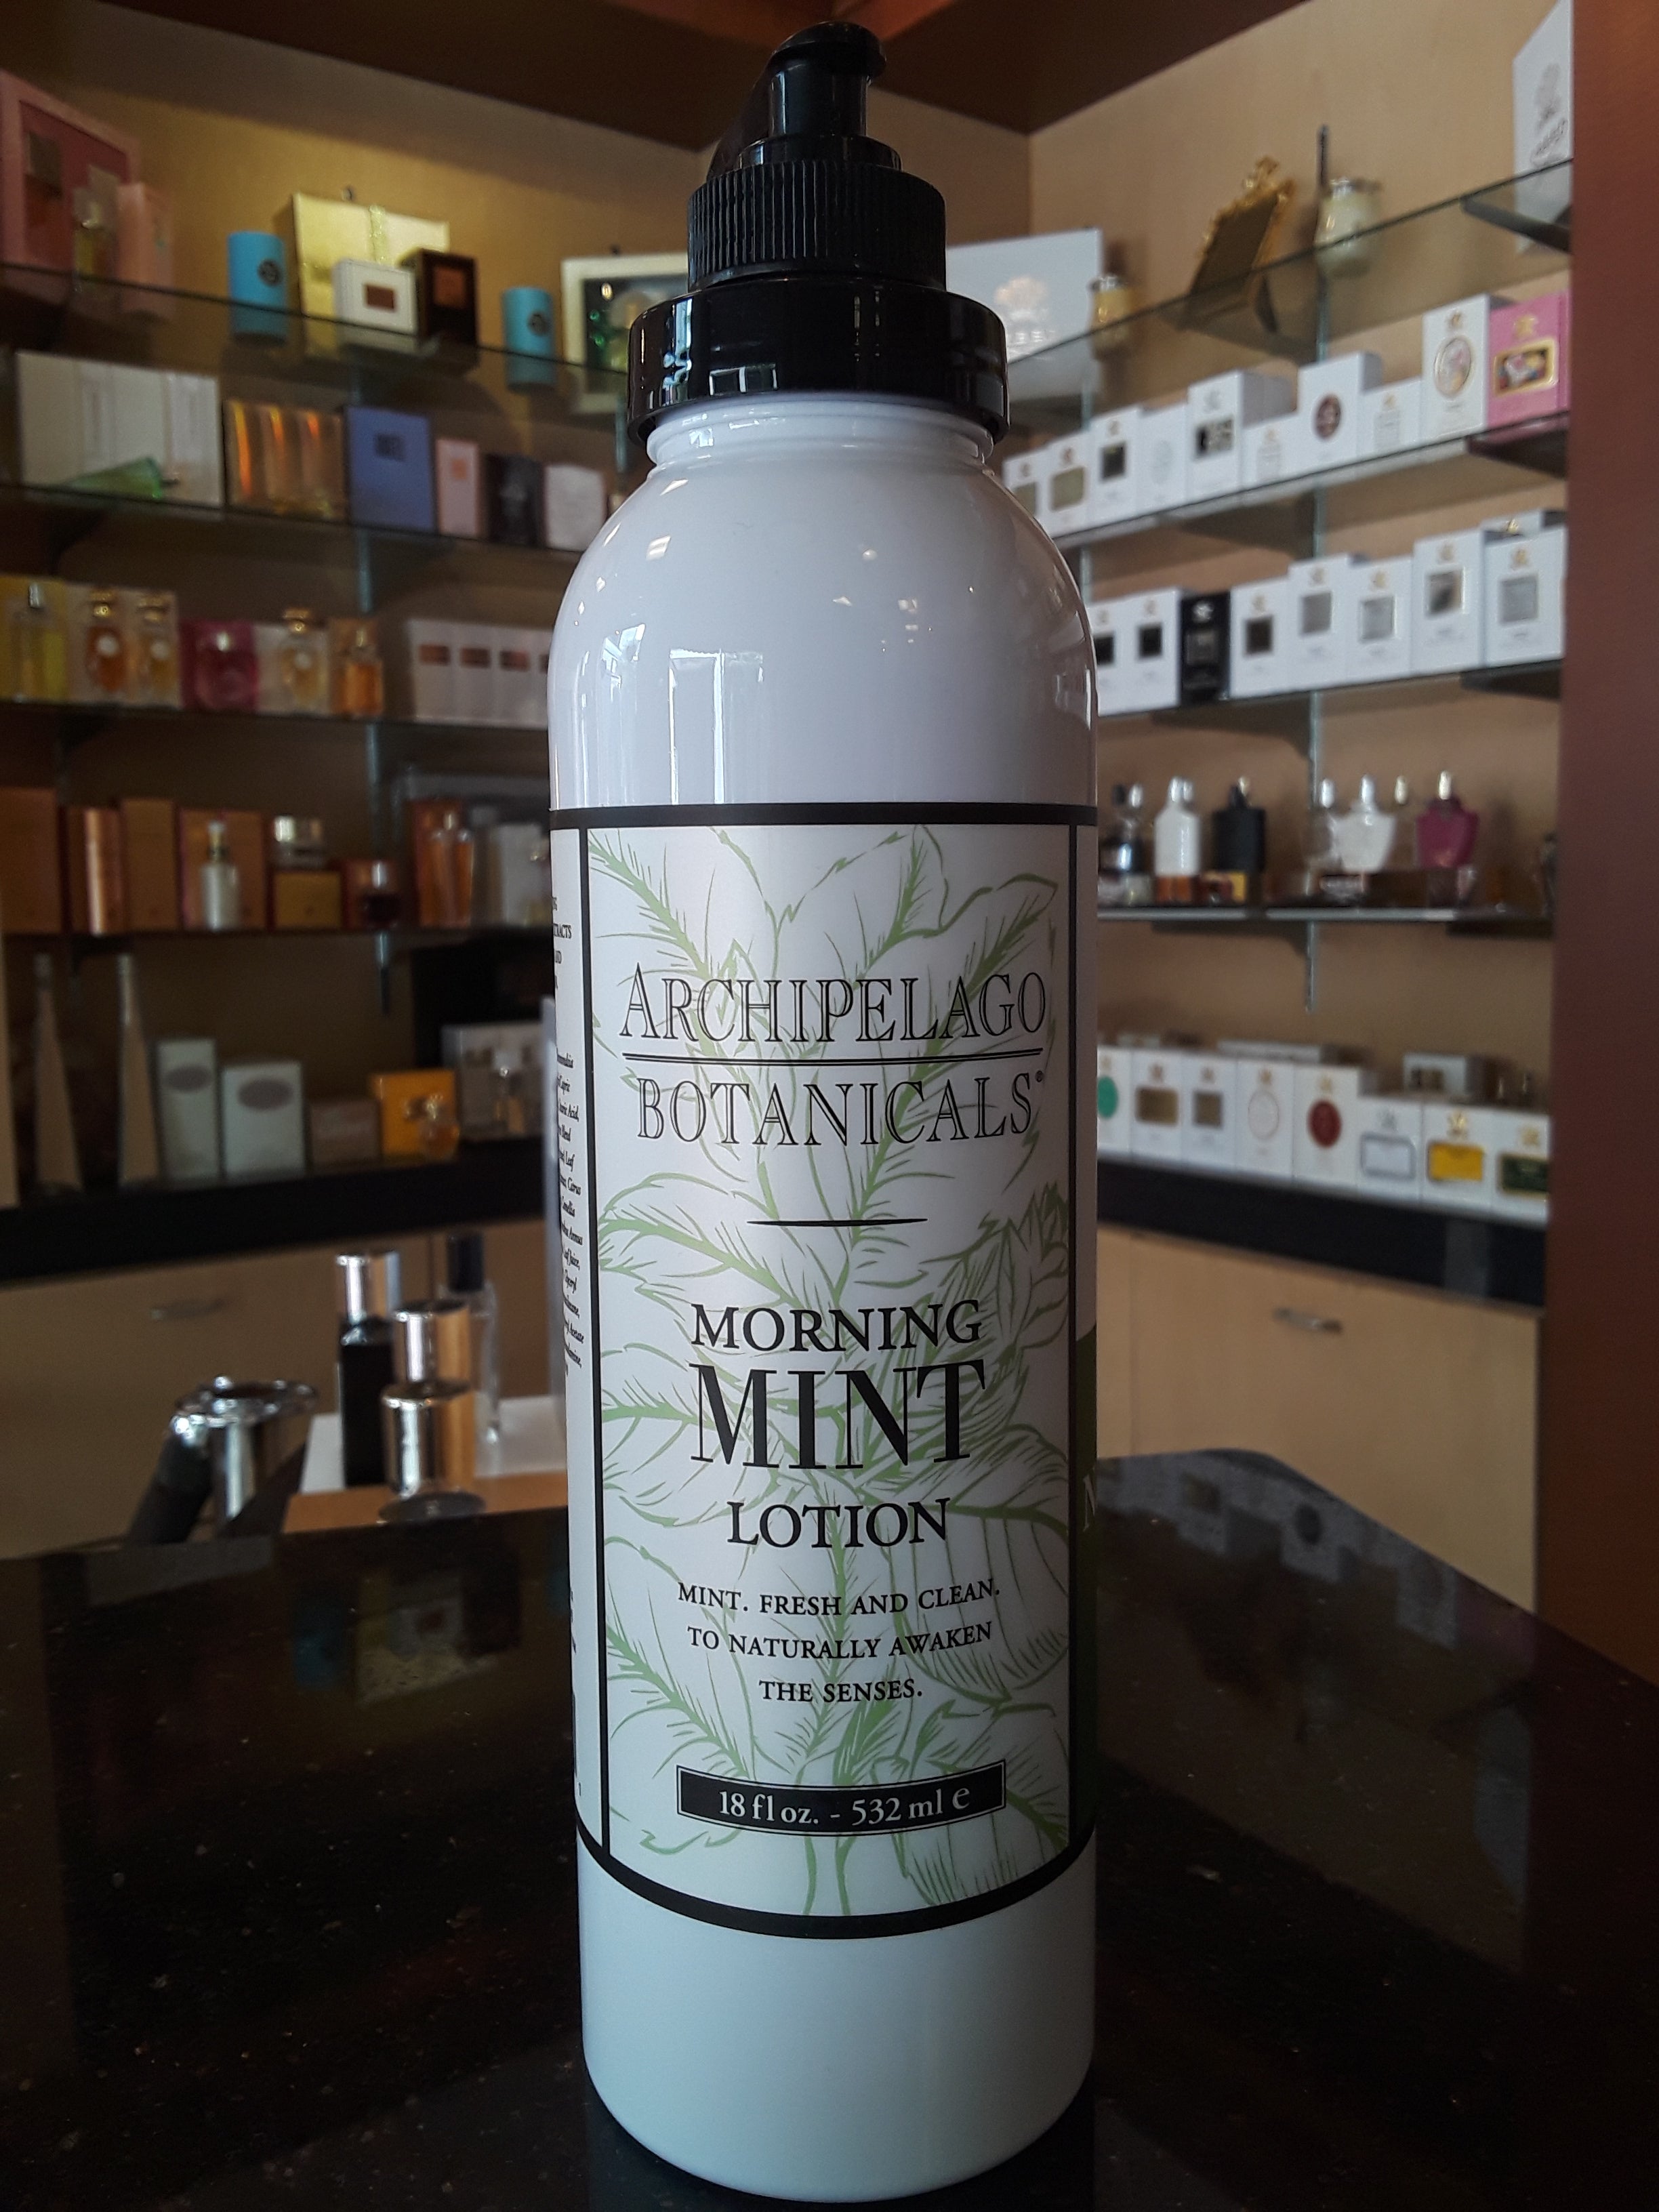 ARCHIPELAGO
BOTANICALS®
MORNING
MINT
LOTION
MINT. FRESH AND CLEAN.
TO NATURALLY AWAKEN
THE SENSES.
18 fl oz. - 532 ml e